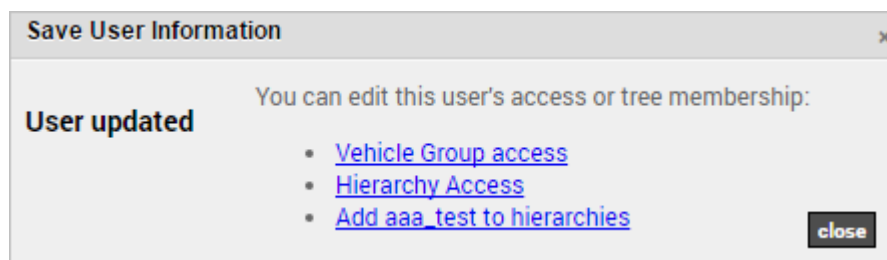 Save User Information
×
You can edit this user's access or tree membership:
User updated
• Vehicle Group access
• Hierarchy Access
• Add aaa_test to hierarchies
close